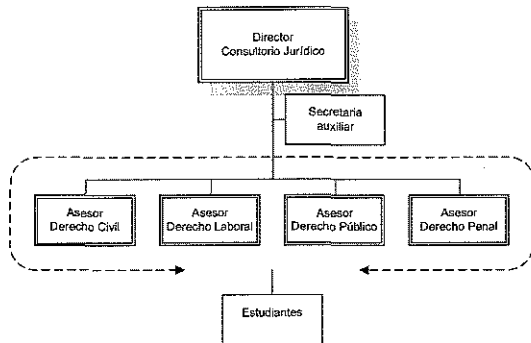 Director
Consultorio Jurídico
Secretaria
auxiliar
Asesor
Derecho Civil
Asesor
Derecho Laboral
Asesor
Derecho Público
Asesor
Derecho Penal
Estudiantes